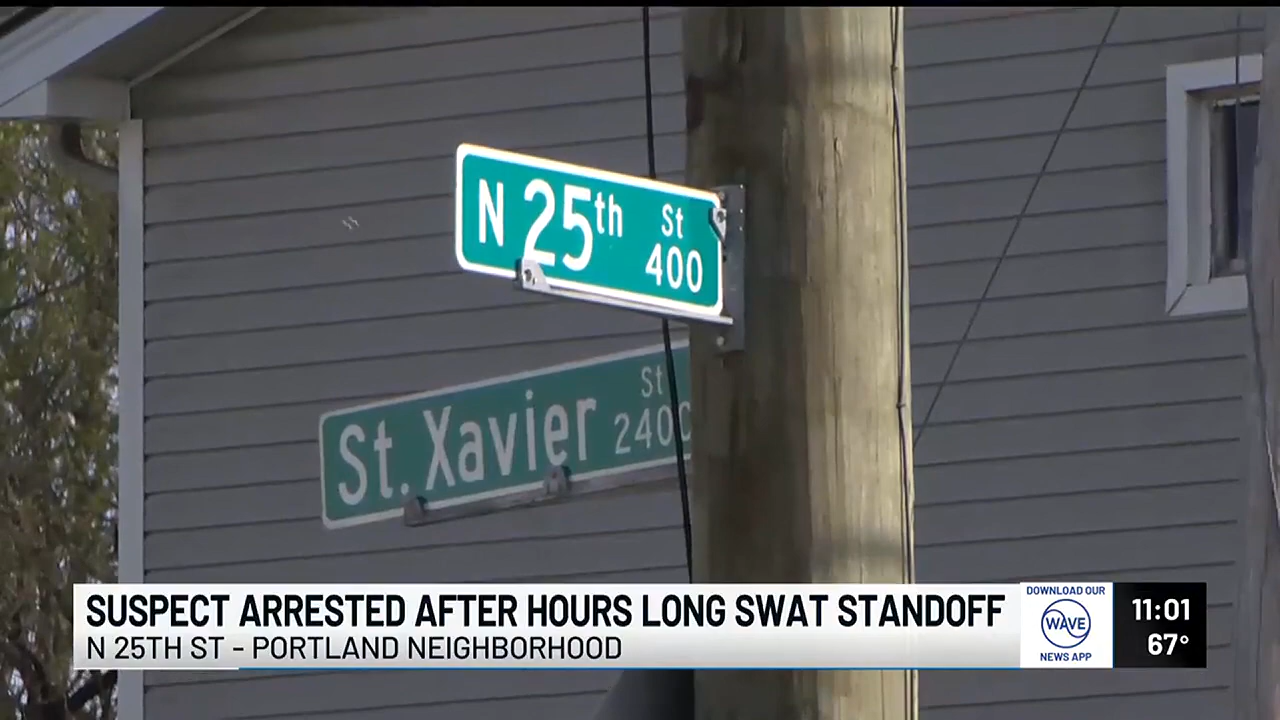 N 25th St
400
St. Xavier St
2400
SUSPECT ARRESTED AFTER HOURS LONG SWAT STANDOFF
N 25TH ST - PORTLAND NEIGHBORHOOD
DOWNLOAD OUR
WAVE
NEWS APP
11:01
67°